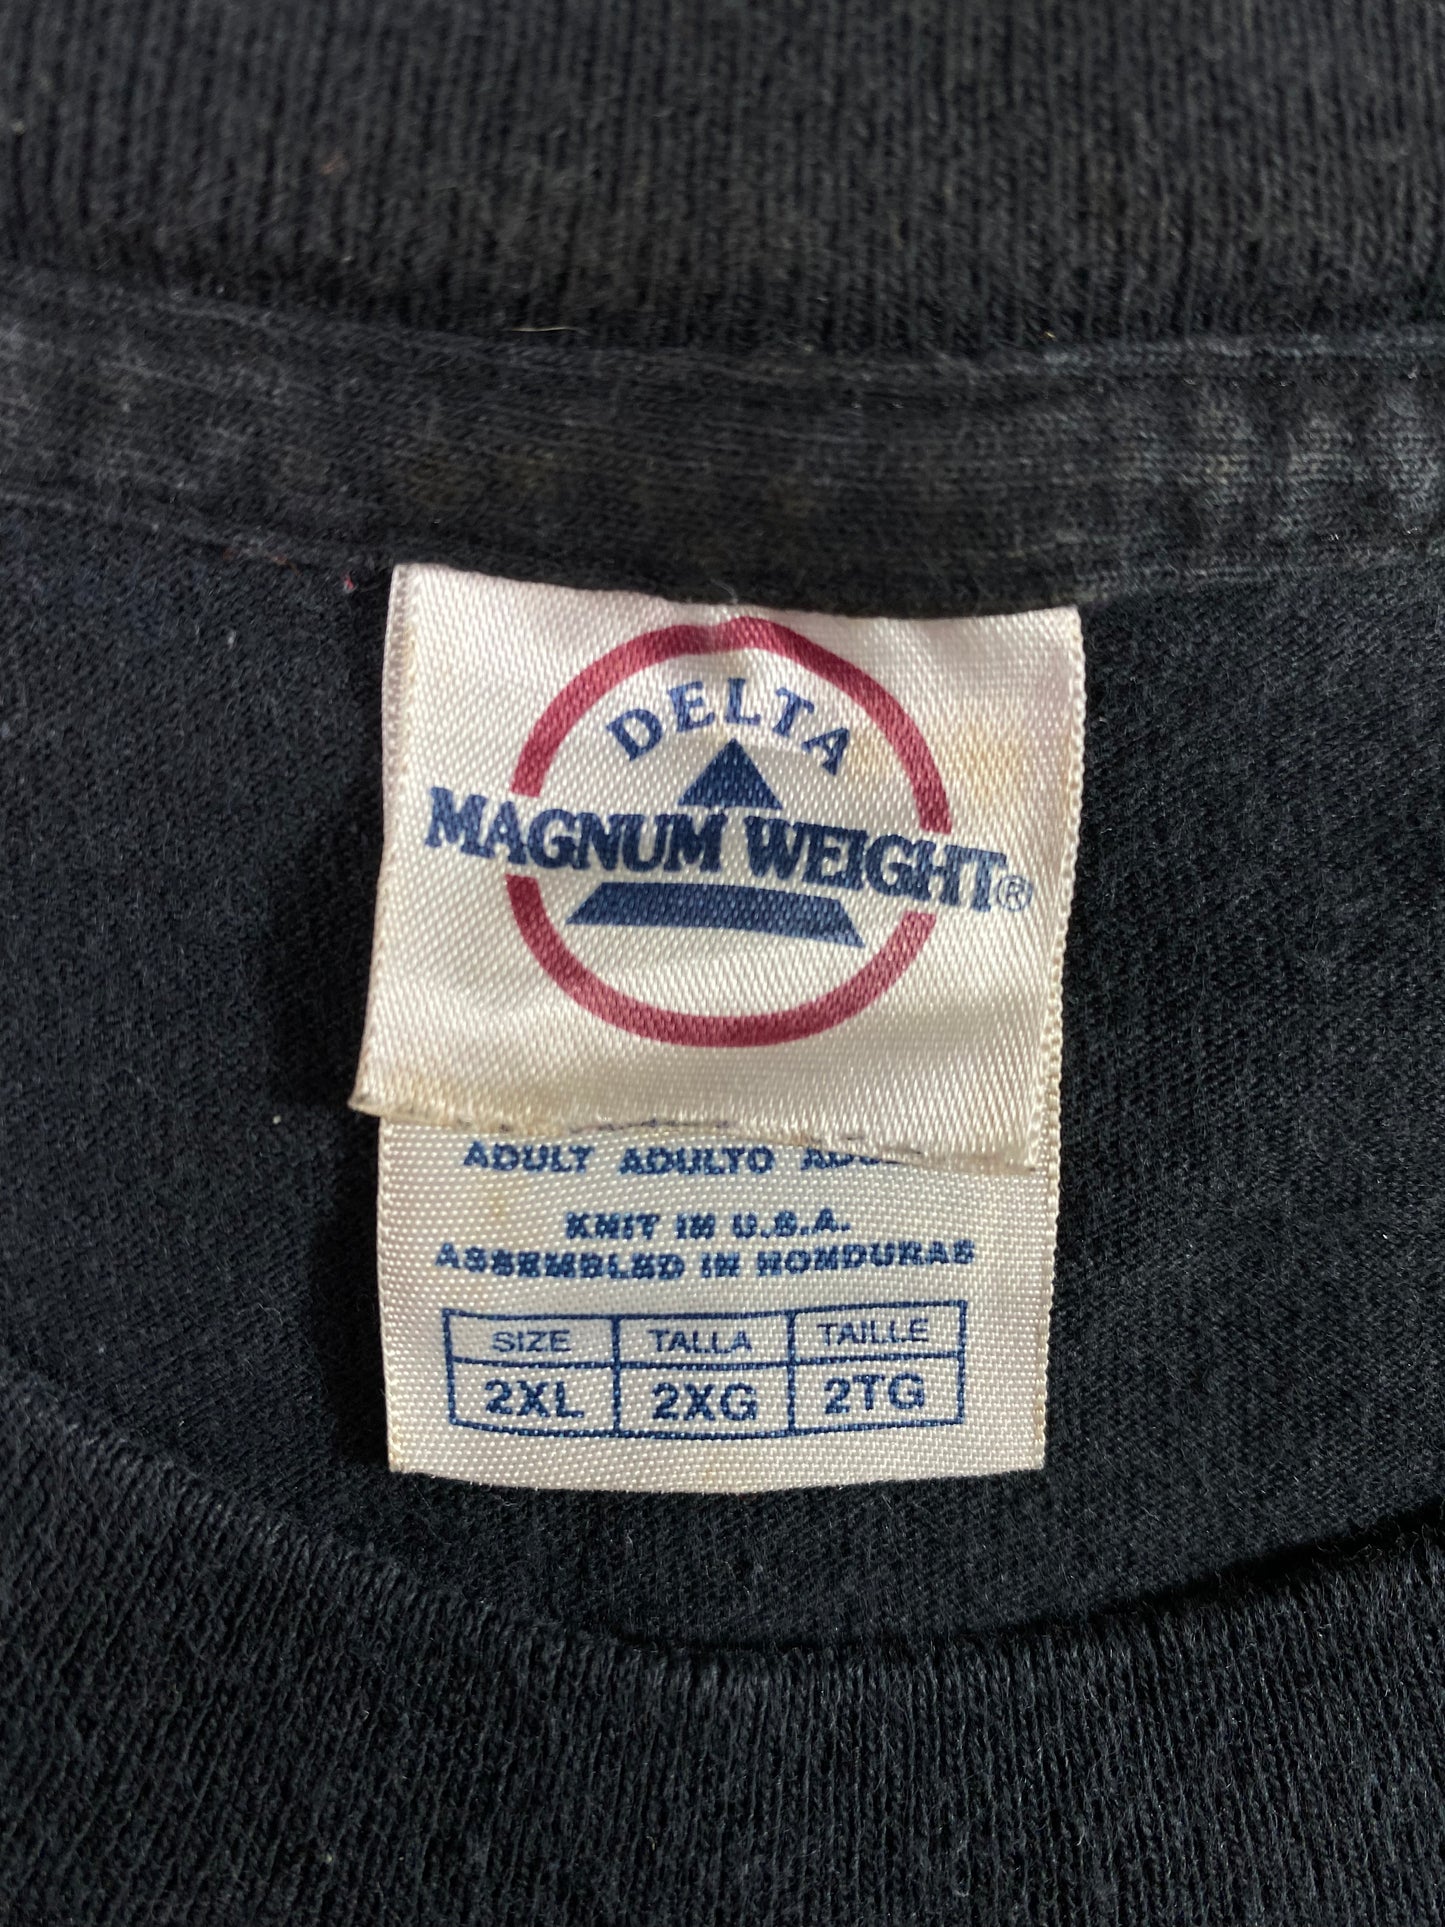 DELTA
MAGNUM WEIGHT®
ADULT ADULTO
KNIT IN U.S.A.
ASSEMBLED IN HONDURAS
SIZE TALLA TAILLE
2XL 2XG 2TG